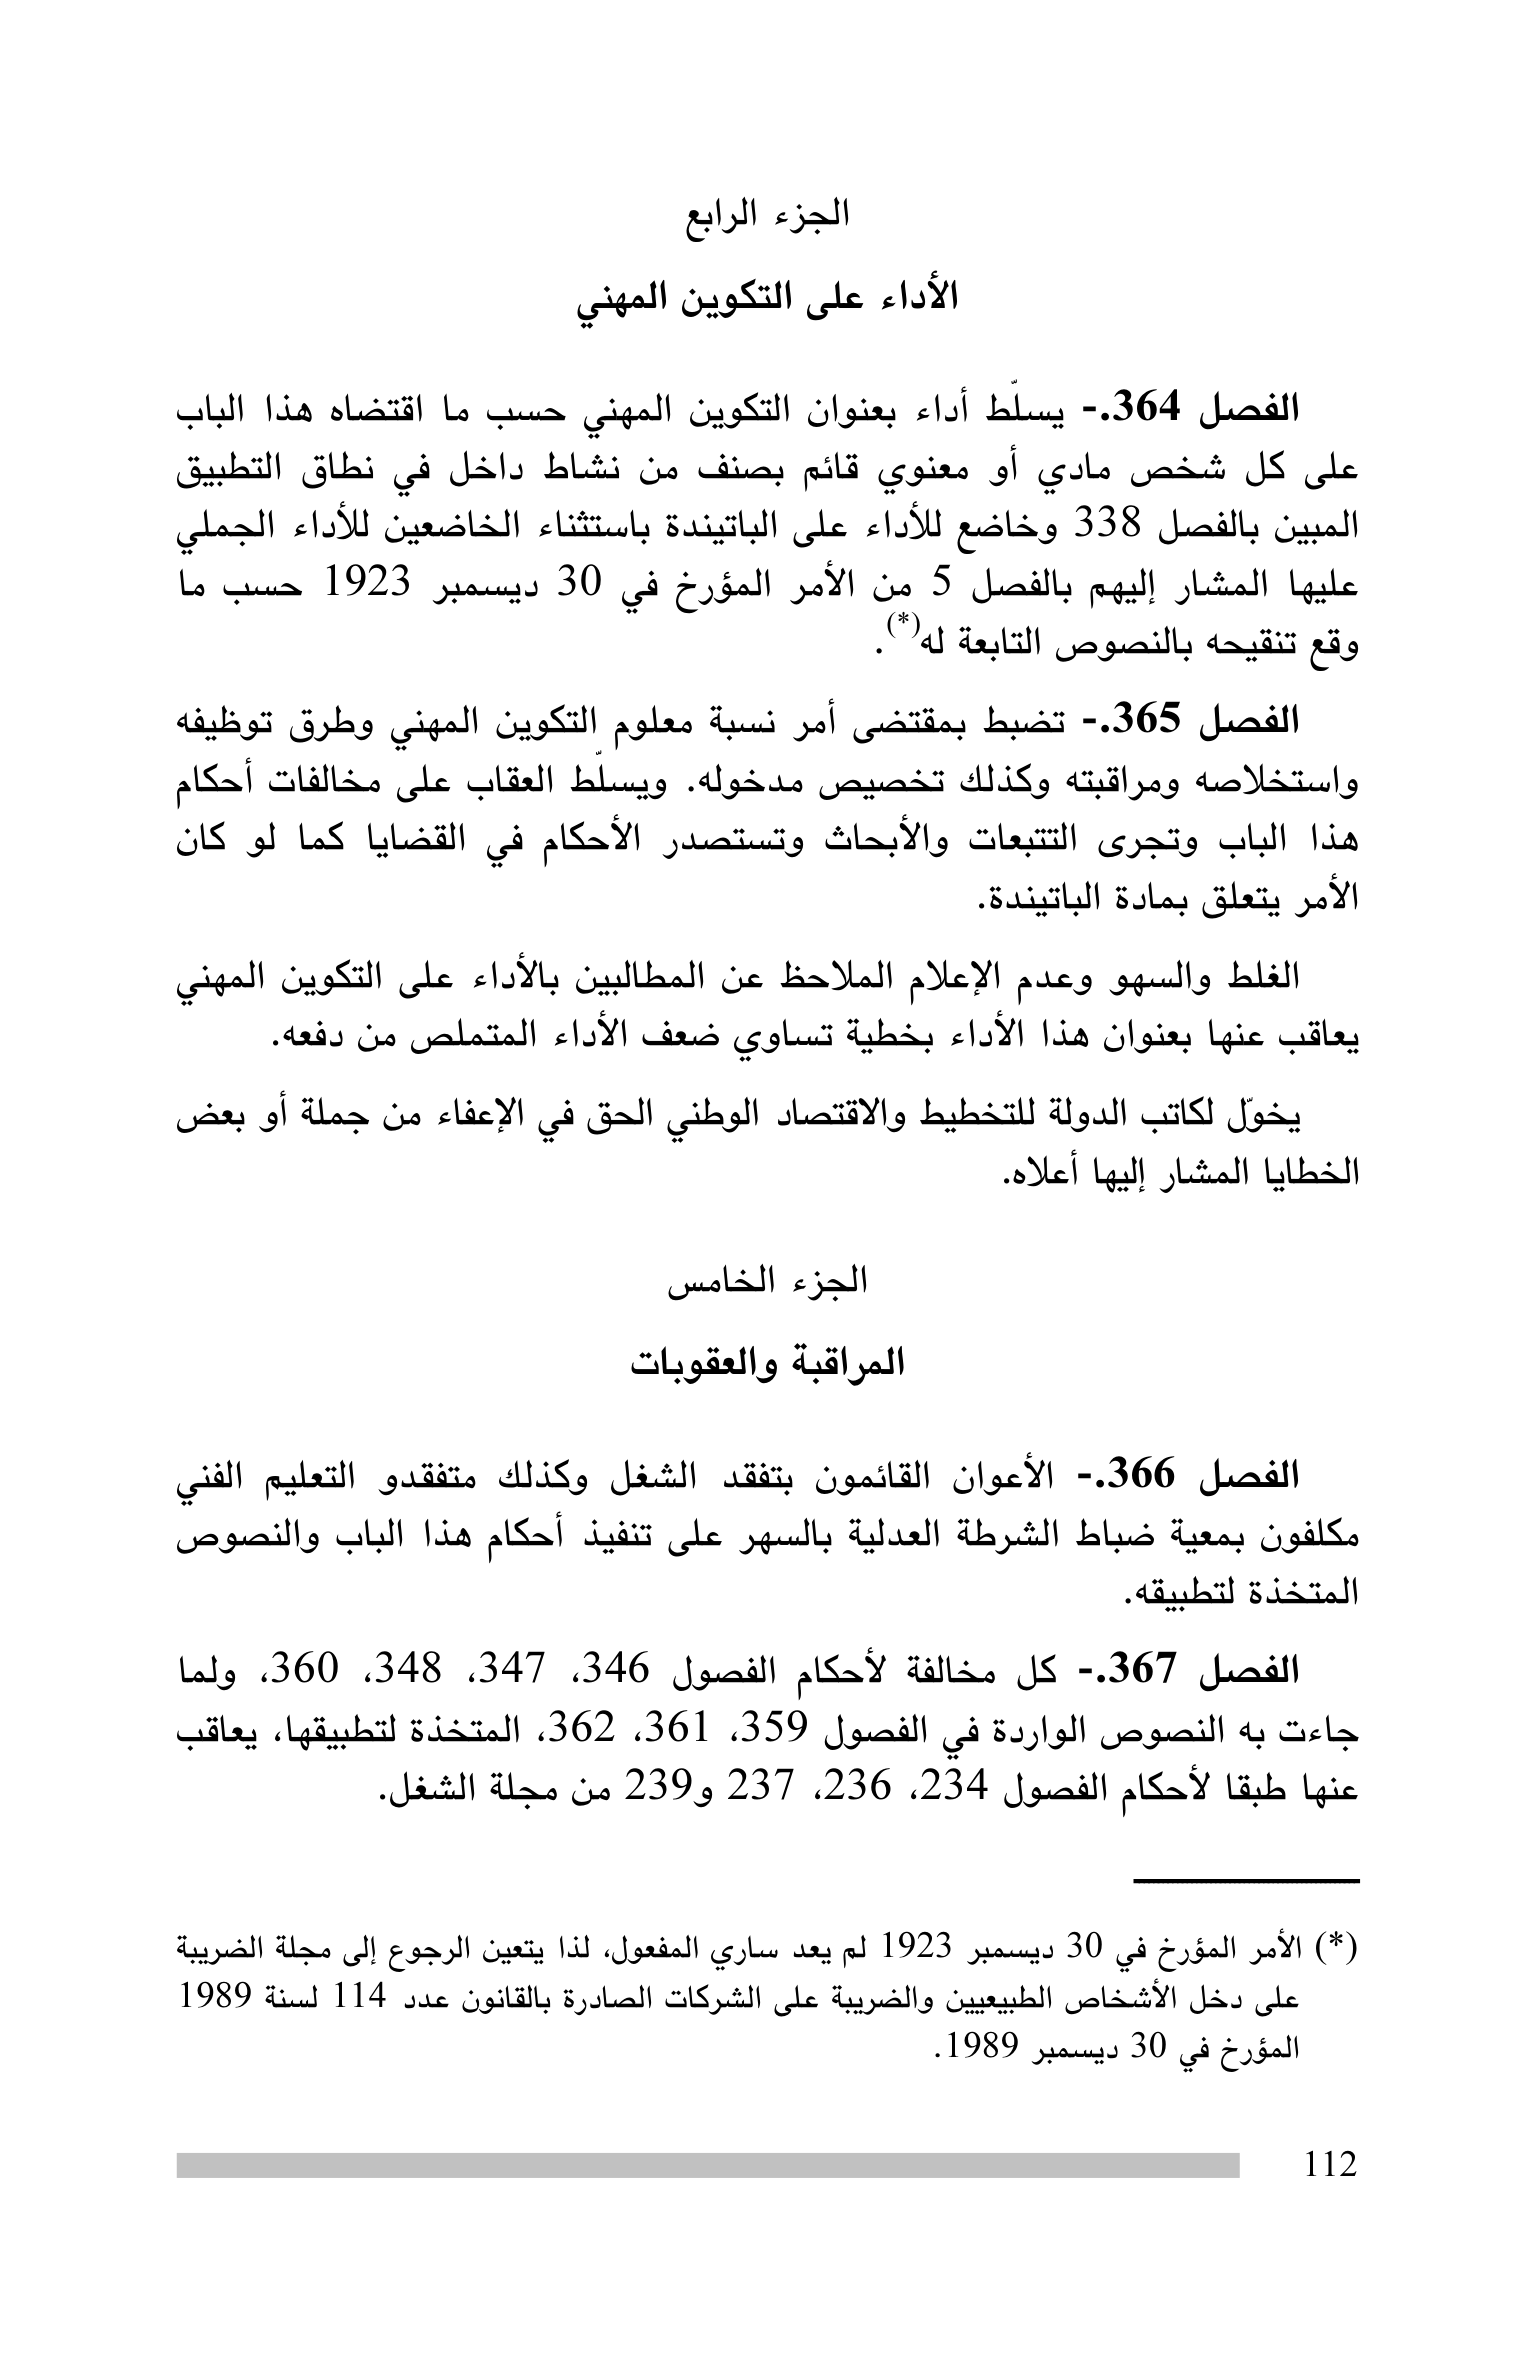 الجزء الرابع
الأداء على التكوين المهني
الفصل 364.- يسلّط أداء بعنوان التكوين المهني حسب ما اقتضاه هذا الباب
على كل شخص مادي أو معنوي قائم بصنف من نشاط داخل في نطاق التطبيق
المبين بالفصل 338 وخاضع للأداء على الباتيندة باستثناء الخاضعين للأداء الجملي
عليها المشار إليهم بالفصل 5 من الأمر المؤرخ في 30 ديسمبر 1923 حسب ما
وقع تنقيحه بالنصوص التابعة له(*).
الفصل 365.- تضبط بمقتضى أمر نسبة معلوم التكوين المهني وطرق توظيفه
واستخلاصه ومراقبته وكذلك تخصيص مدخوله. ويسلّط العقاب على مخالفات أحكام
هذا الباب وتجرى التتبعات والأبحاث وتستصدر الأحكام في القضايا كما لو كان
الأمر يتعلق بمادة الباتيندة.
الغلط والسهو وعدم الإعلام الملاحظ عن المطالبين بالأداء على التكوين المهني
يعاقب عنها بعنوان هذا الأداء بخطية تساوي ضعف الأداء المتملص من دفعه.
يخوّل لكاتب الدولة للتخطيط والاقتصاد الوطني الحق في الإعفاء من جملة أو بعض
الخطايا المشار إليها أعلاه.
الجزء الخامس
المراقبة والعقوبات
الفصل 366.- الأعوان القائمون بتفقد الشغل وكذلك متفقدو التعليم الفني
مكلفون بمعية ضباط الشرطة العدلية بالسهر على تنفيذ أحكام هذا الباب والنصوص
المتخذة لتطبيقه.
الفصل 367.- كل مخالفة لأحكام الفصول 346، 347، 348، 360، ولما
جاءت به النصوص الواردة في الفصول 359، 361، 362، المتخذة لتطبيقها، يعاقب
عنها طبقا لأحكام الفصول 234، 236، 237 و239 من مجلة الشغل.
(*) الأمر المؤرخ في 30 ديسمبر 1923 لم يعد ساري المفعول، لذا يتعين الرجوع إلى مجلة الضريبة
على دخل الأشخاص الطبيعيين والضريبة على الشركات الصادرة بالقانون عدد 114 لسنة 1989
المؤرخ في 30 ديسمبر 1989.
112